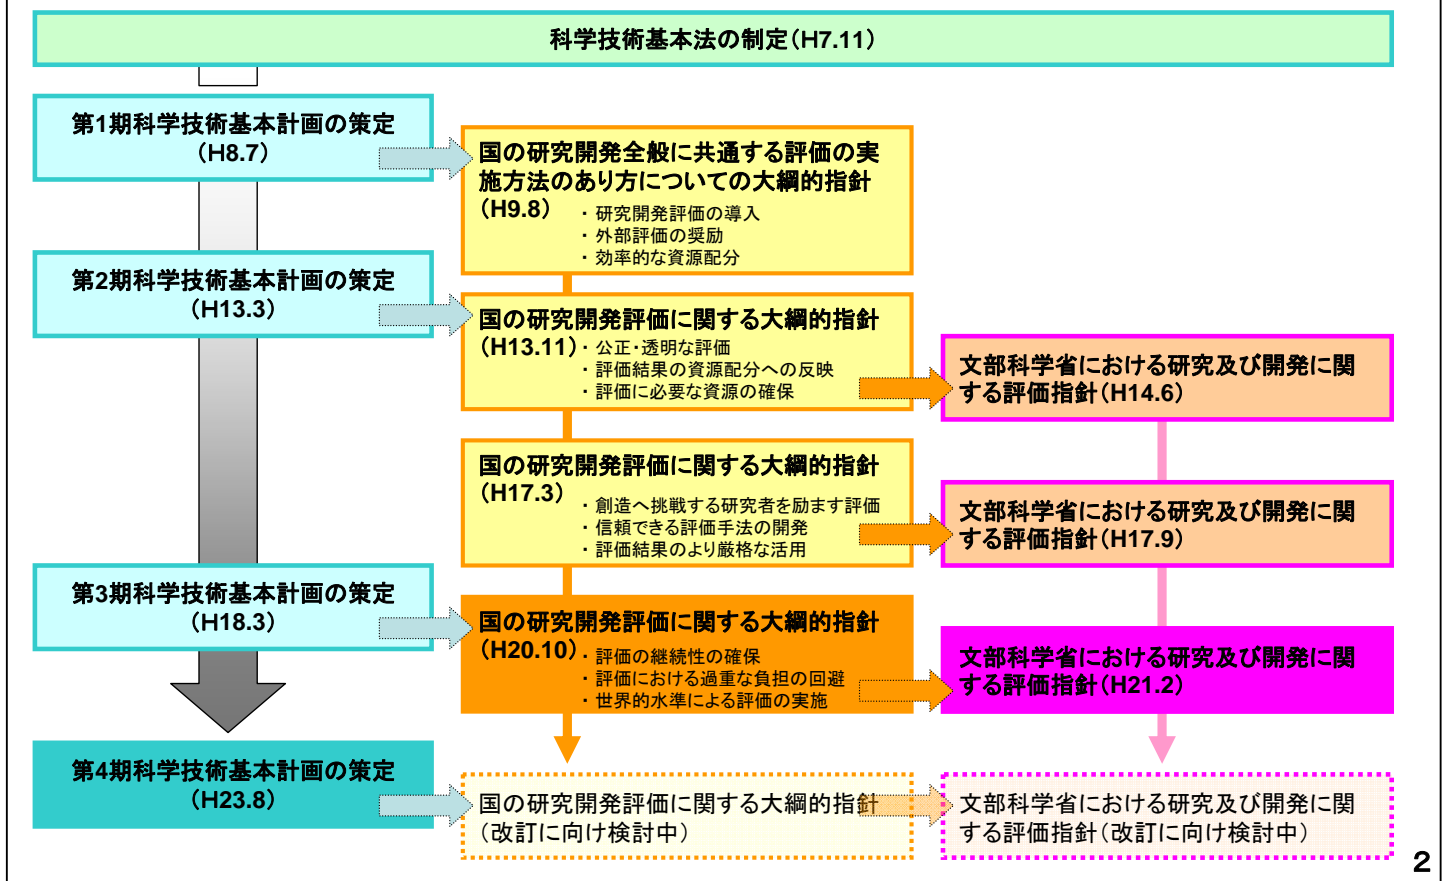 科学技術基本法の制定（H7.11）
第1期科学技術基本計画の策定
（H8.7）
国の研究開発全般に共通する評価の実
施方法のあり方についての大綱的指針
（H9.8）
・ 研究開発評価の導入
・ 外部評価の奨励
・ 効率的な資源配分
第2期科学技術基本計画の策定
（H13.3）
国の研究開発評価に関する大綱的指針
（H13.11）
・ 公正・透明な評価
・ 評価結果の資源配分への反映
・ 評価に必要な資源の確保
文部科学省における研究及び開発に関
する評価指針（H14.6）
国の研究開発評価に関する大綱的指針
（H17.3）
・ 創造へ挑戦する研究者を励ます評価
・ 信頼できる評価手法の開発
・ 評価結果のより厳格な活用
文部科学省における研究及び開発に関
する評価指針（H17.9）
第3期科学技術基本計画の策定
（H18.3）
国の研究開発評価に関する大綱的指針
（H20.10）
・ 評価の継続性の確保
・ 評価における過重な負担の回避
・ 世界的水準による評価の実施
文部科学省における研究及び開発に関
する評価指針（H21.2）
第4期科学技術基本計画の策定
（H23.8）
国の研究開発評価に関する大綱的指針
（改訂に向け検討中）
文部科学省における研究及び開発に関
する評価指針（改訂に向け検討中）
2